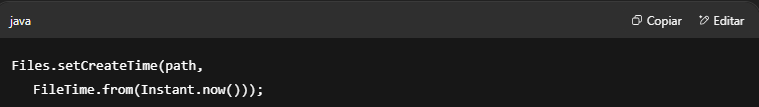 java Copiar Editar
Files.setCreateTime(path,
FileTime.from(Instant.now()));